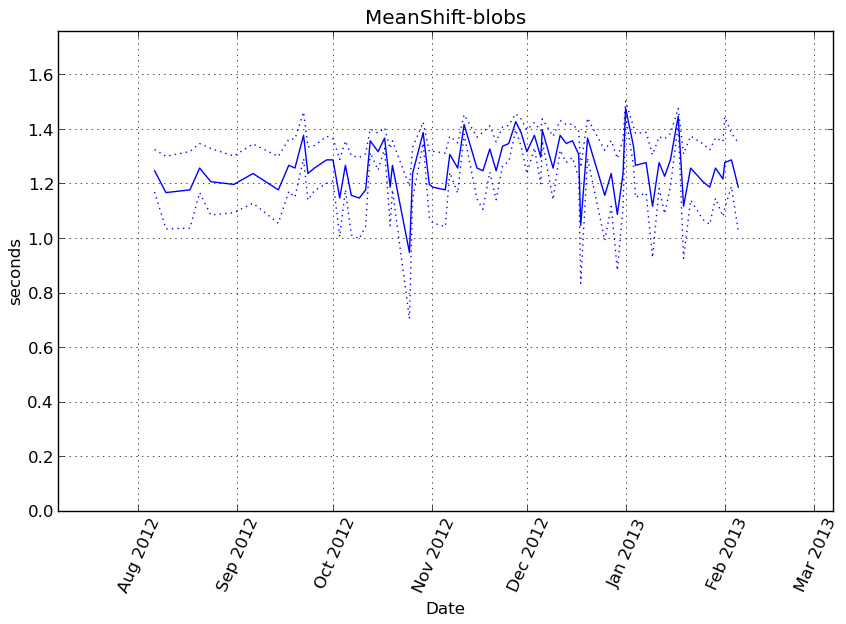 MeanShift-blobs
1.6
1.4
1.2
1.0
0.8
0.6
0.4
0.2
0.0
seconds
Aug 2012
Sep 2012
Oct 2012
Nov 2012
Dec 2012
Jan 2013
Feb 2013
Mar 2013
Date